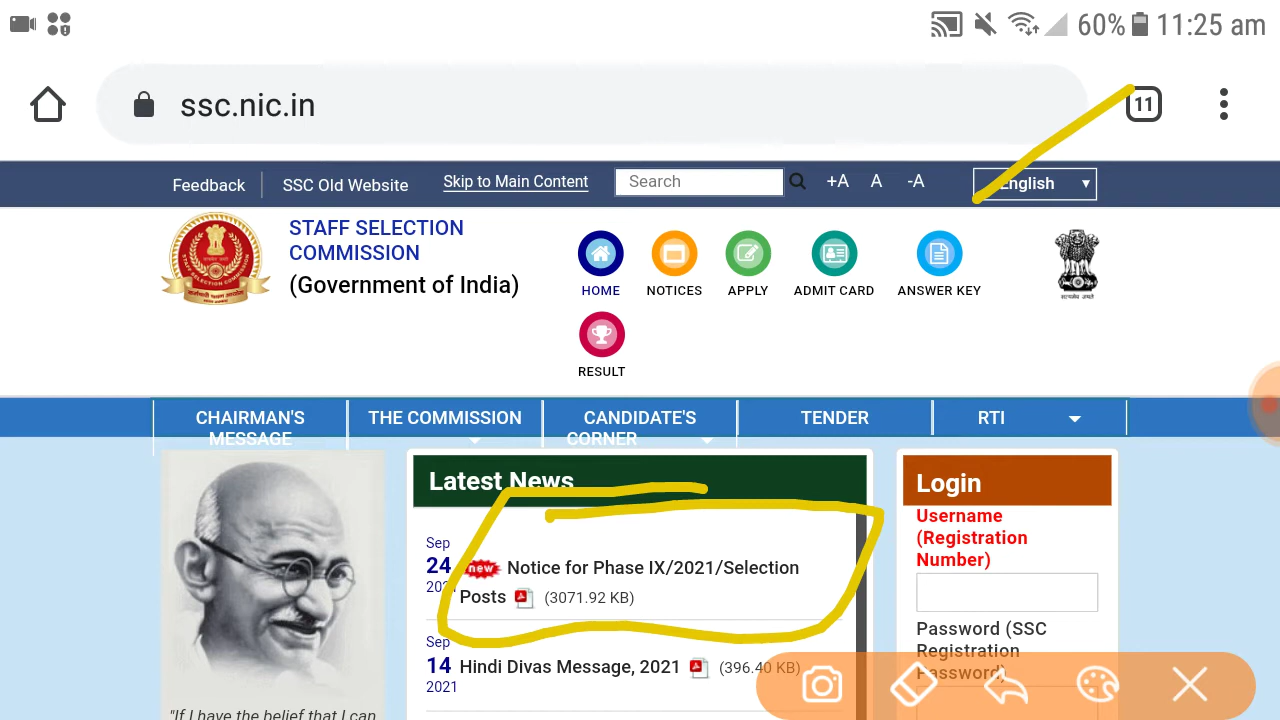 60% 11:25 am
ssc.nic.in
11
Feedback
SSC Old Website
Skip to Main Content
Search
+A A -A
English
STAFF SELECTION
COMMISSION
(Government of India)
HOME
NOTICES
APPLY
ADMIT CARD
ANSWER KEY
RESULT
CHAIRMAN'S
MESSAGE
THE COMMISSION
CANDIDATE'S
CORNER
TENDER
RTI
Latest News
Sep
24
2021
new Notice for Phase IX/2021/Selection
Posts (3071.92 KB)
Sep
14
2021
Hindi Divas Message, 2021 (396.40 KB)
"If I have the belief that I can
Login
Username
(Registration
Number)
Password (SSC
Registration
Password)